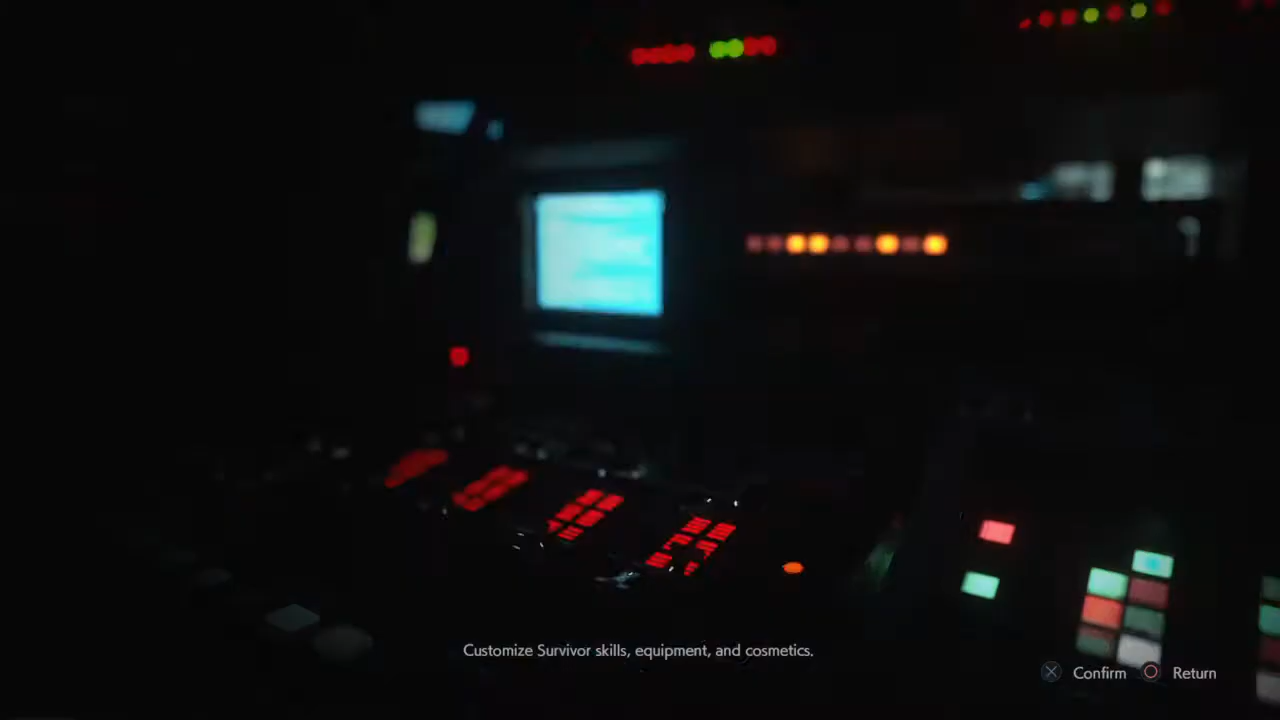 Customize Survivor skills, equipment, and cosmetics.
Confirm
Return